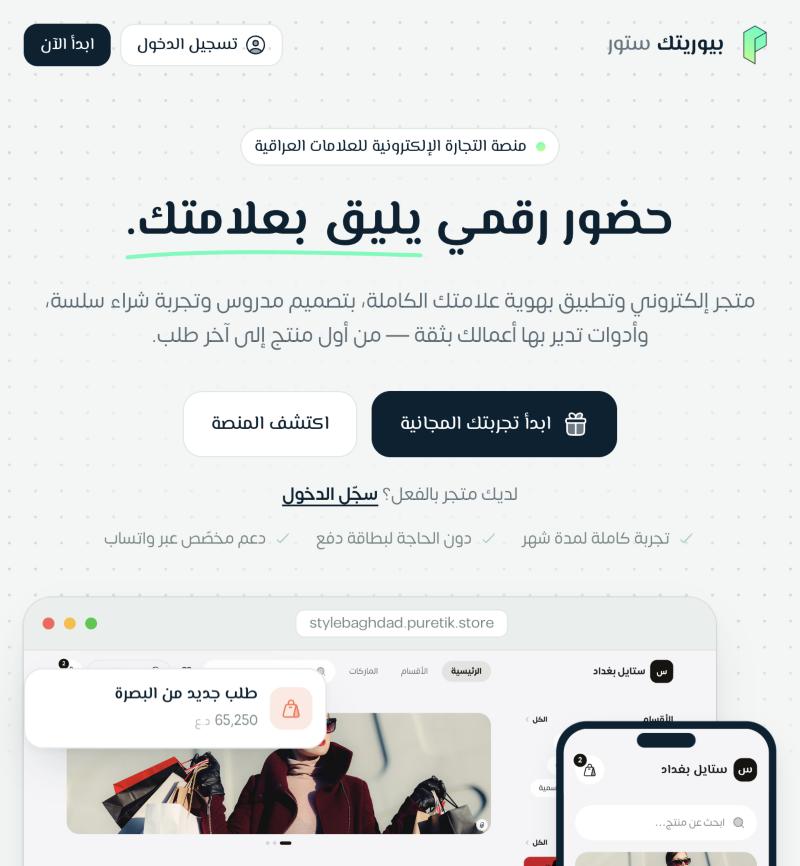 بيوريتك ستور
تسجيل الدخول
ابدأ الآن
منصة التجارة الإلكترونية للعلامات العراقية
حضور رقمي يليق بعلامتك.
متجر إلكتروني وتطبيق بهوية علامتك الكاملة، بتصميم مدروس وتجربة شراء سلسة،
وأدوات تدير بها أعمالك بثقة — من أول منتج إلى آخر طلب.
ابدأ تجربتك المجانية
اكتشف المنصة
لديك متجر بالفعل؟ سجّل الدخول
تجربة كاملة لمدة شهر
دون الحاجة لبطاقة دفع
دعم مخصّص عبر واتساب
stylebaghdad.puretik.store
س
ستايل بغداد
الرئيسية
الأقسام
الماركات
2
طلب جديد من البصرة
65,250 د.ع
الأقسام
الكل
الكل
س
ستايل بغداد
2
ابحث عن منتج...